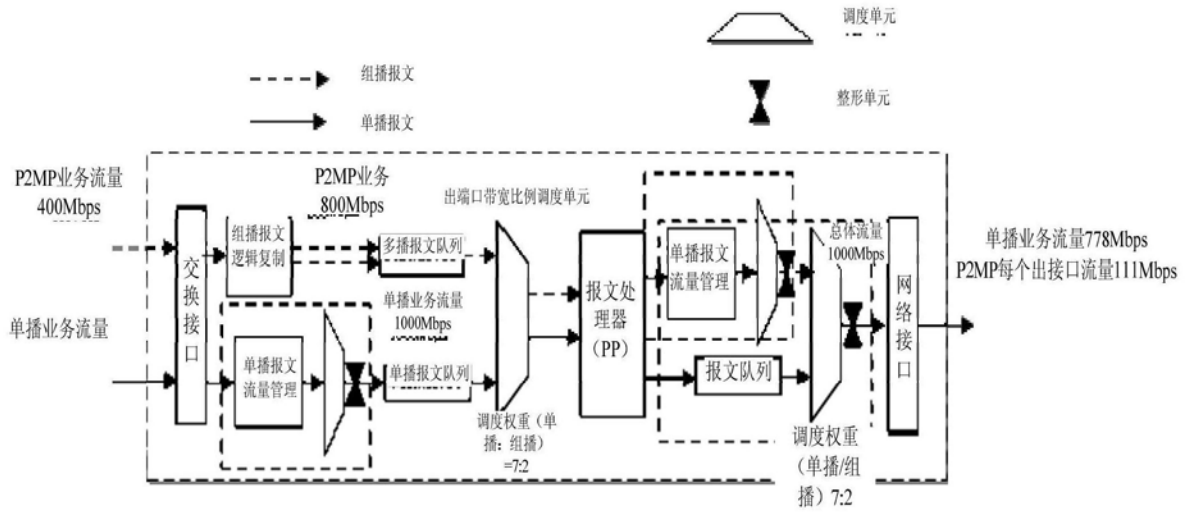 调度单元
组播报文
整形单元
单播报文
P2MP业务流量
400Mbps
P2MP业务
800Mbps
出端口带宽比例调度单元
组播报文
逻辑复制
多播报文队列
单播报文
流量管理
总体流量
1000Mbps
单播业务流量778Mbps
P2MP每个出接口流量111Mbps
交换接口
单播业务流量
单播业务流量
1000Mbps
报文处
理器
（PP）
网络接口
单播报文
流量管理
单播报文队列
报文队列
调度权重（单
播：组播）
=7:2
调度权重
（单播/组
播）7:2